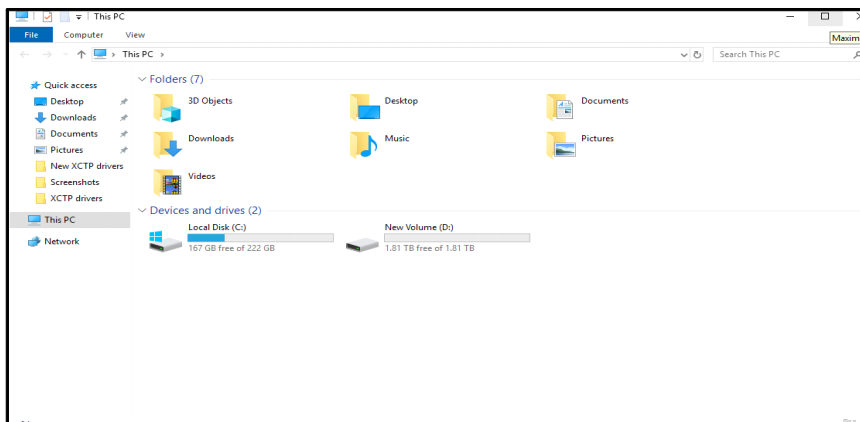 This PC
File Computer View
Maxim
This PC
Search This PC
Quick access
Desktop
Downloads
Documents
Pictures
New XCTP drivers
Screenshots
XCTP drivers
This PC
Network
Folders (7)
3D Objects Desktop Documents
Downloads Music Pictures
Videos
Devices and drives (2)
Local Disk (C:) New Volume (D:)
167 GB free of 222 GB 1.81 TB free of 1.81 TB